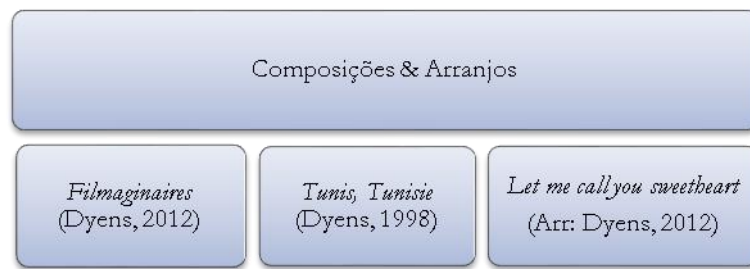 Composições & Arranjos
Filmaginaires
(Dyens, 2012)
Tunis, Tunisie
(Dyens, 1998)
Let me call you sweetheart
(Arr: Dyens, 2012)